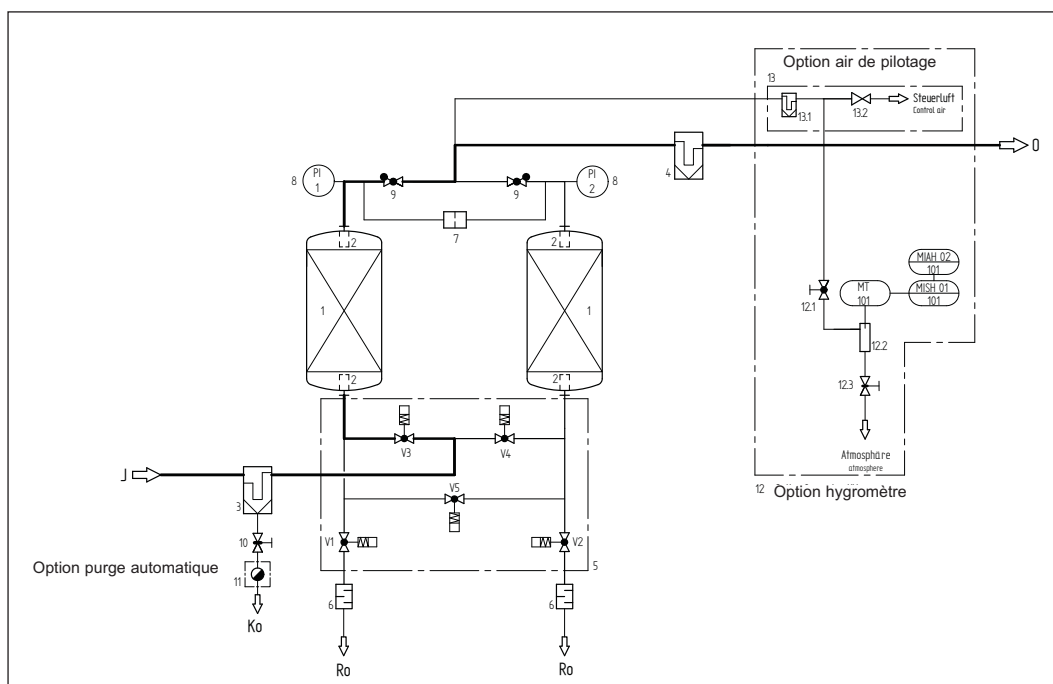 Option air de pilotage
13
Steuerluft
Control air
13.1
13.2
O
4
PI
1
8
9
9
PI
2
8
7
2
2
1
1
2
2
MIAH 02
101
MT
101
MISH 01
101
12.1
12.2
12.3
Atmosphäre
atmosphere
12
Option hygromètre
V3
V4
J
3
V5
10
V1
V2
5
Option purge automatique
11
6
6
Ko
Ro
Ro